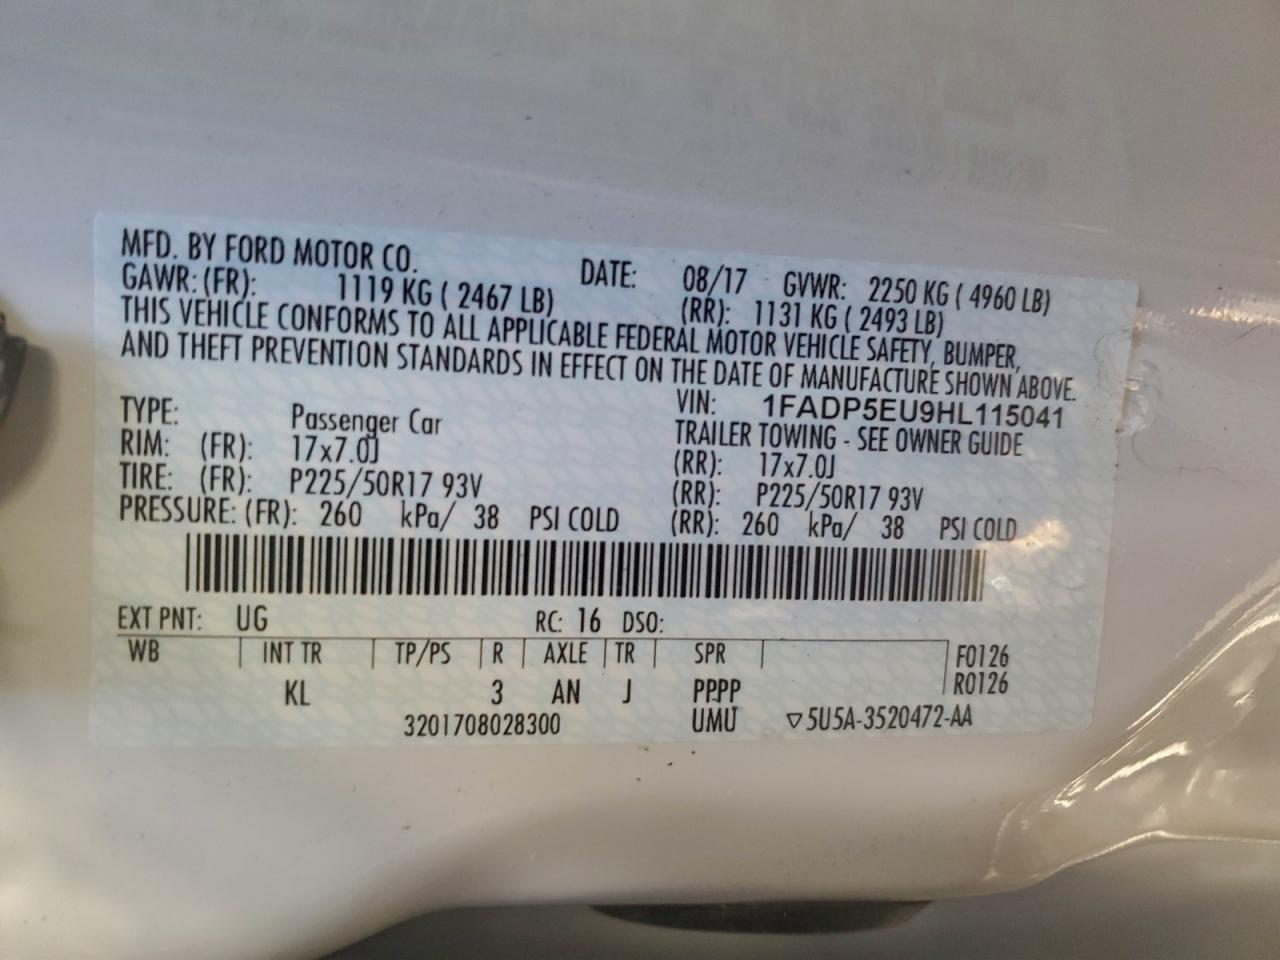 MFD. BY FORD MOTOR CO. DATE: 08/17 GVWR: 2250 KG ( 4960 LB)
GAWR: (FR): 1119 KG ( 2467 LB) (RR): 1131 KG ( 2493 LB)
THIS VEHICLE CONFORMS TO ALL APPLICABLE FEDERAL MOTOR VEHICLE SAFETY, BUMPER,
AND THEFT PREVENTION STANDARDS IN EFFECT ON THE DATE OF MANUFACTURE SHOWN ABOVE.
VIN: 1FADP5EU9HL115041
TYPE: Passenger Car TRAILER TOWING - SEE OWNER GUIDE
RIM: (FR): 17x7.0J (RR): 17x7.0J
TIRE: (FR): P225/50R17 93V (RR): P225/50R17 93V
PRESSURE: (FR): 260 kPa/ 38 PSI COLD (RR): 260 kPa/ 38 PSI COLD
EXT PNT: UG RC: 16 DSO:
WB | INT TR | TP/PS | R | AXLE | TR | SPR | F0126
KL 3 AN J PPPP R0126
3201708028300 UMU ▽5U5A-3520472-AA